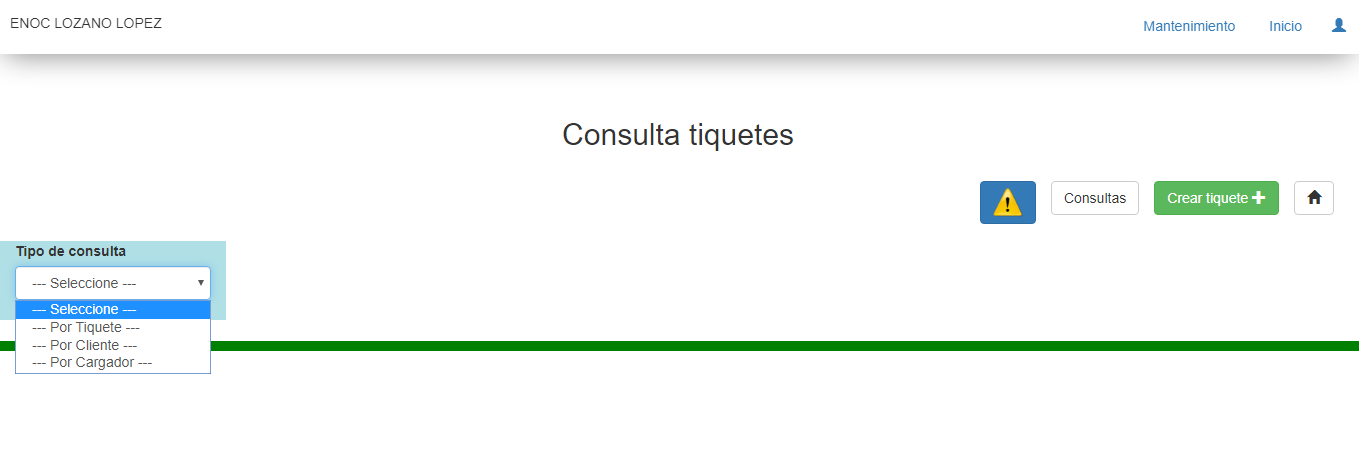 ENOC LOZANO LOPEZ
Mantenimiento Inicio
Consulta tiquetes
Consultas Crear tiquete
Tipo de consulta
--- Seleccione ---
--- Seleccione ---
--- Por Tiquete ---
--- Por Cliente ---
--- Por Cargador ---